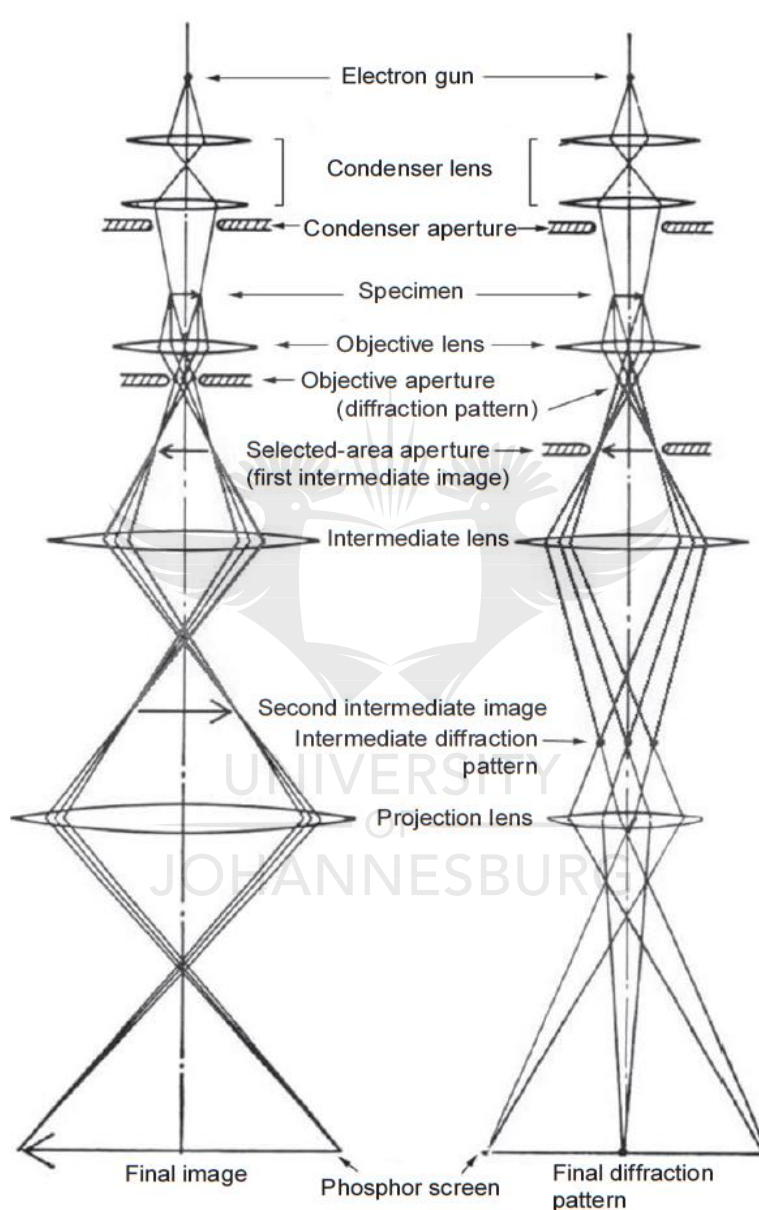 Electron gun
Condenser lens
Condenser aperture
Specimen
Objective lens
Objective aperture
(diffraction pattern)
Selected-area aperture
(first intermediate image)
Intermediate lens
Second intermediate image
Intermediate diffraction
pattern
UNIVERSITY
Projection lens
OF
JOHANNESBURG
Final image
Phosphor screen
Final diffraction
pattern